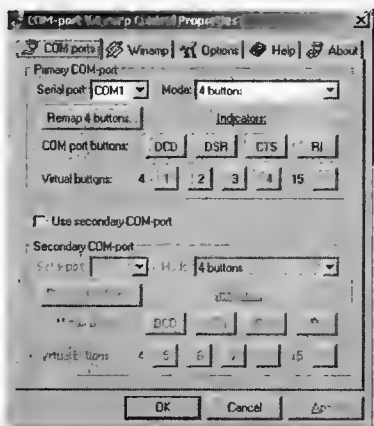 COM-port Winamp Control Properties
COM ports Winamp Options Help About
Primary COM-port
Serial port: COM1 Mode: 4 buttons
Remap 4 buttons... Indicators:
COM port buttons: DCD DSR CTS RI
Virtual buttons: 4 1 2 3 4 15
Use secondary COM-port
Secondary COM-port
4 buttons
DCD
5 6 15
OK Cancel